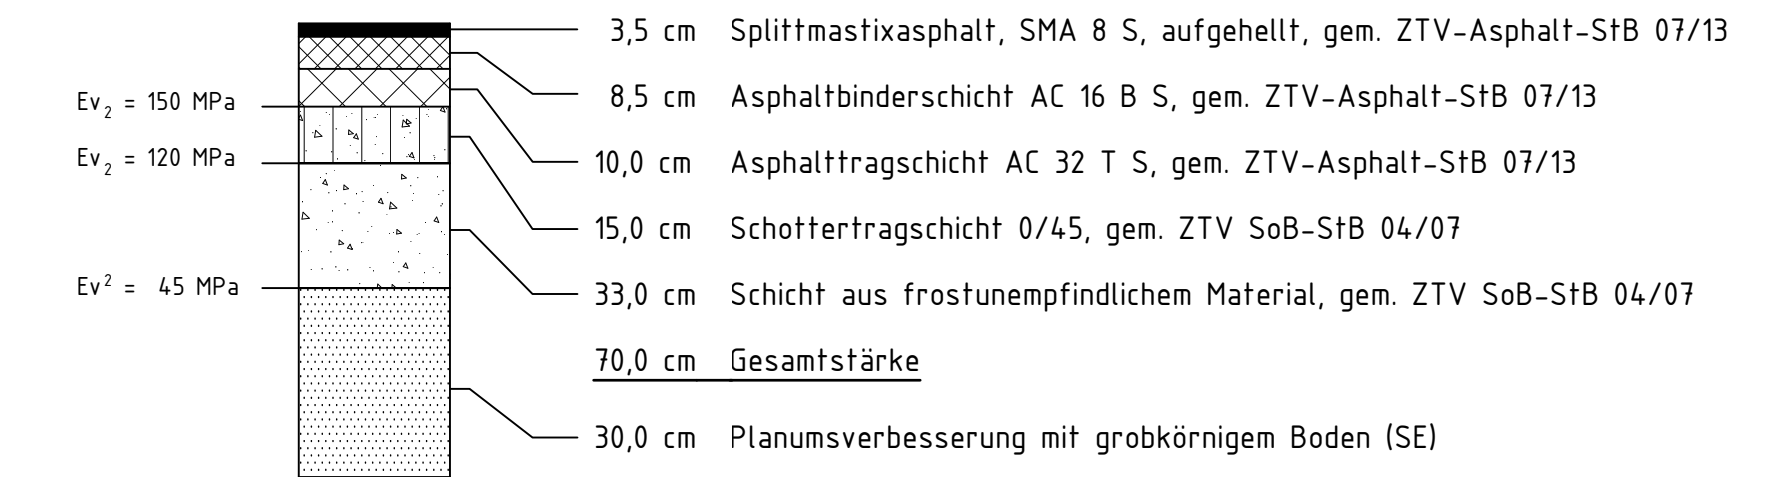 3,5 cm Splittmastixasphalt, SMA 8 S, aufgehellt, gem. ZTV-Asphalt-StB 07/13
8,5 cm Asphaltbinderschicht AC 16 B S, gem. ZTV-Asphalt-StB 07/13
Ev₂ = 150 MPa
Ev₂ = 120 MPa
10,0 cm Asphalttragschicht AC 32 T S, gem. ZTV-Asphalt-StB 07/13
15,0 cm Schottertragschicht 0/45, gem. ZTV SoB-StB 04/07
Ev² = 45 MPa
33,0 cm Schicht aus frostunempfindlichem Material, gem. ZTV SoB-StB 04/07
70,0 cm Gesamtstärke
30,0 cm Planumsverbesserung mit grobkörnigem Boden (SE)